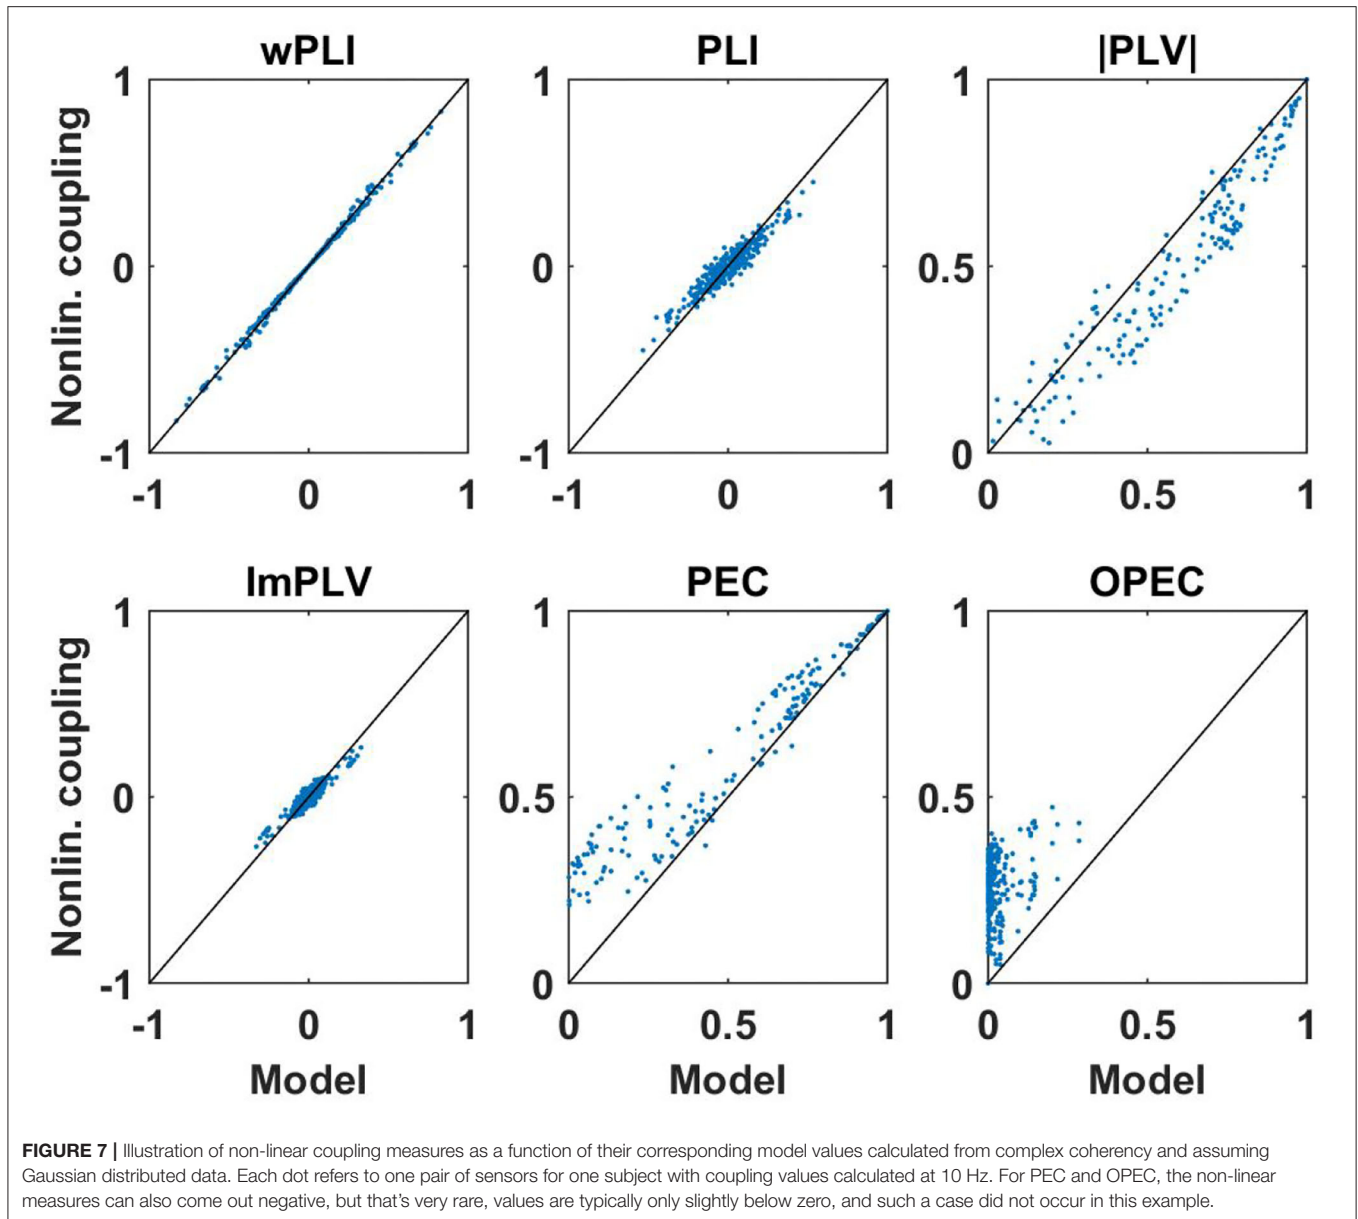 wPLI
PLI
|PLV|
1
1
1
Nonlin. coupling
0
0
0.5
-1
-1
0
-1
0
1
-1
0
1
0
0.5
1
ImPLV
PEC
OPEC
1
1
1
Nonlin. coupling
0
0.5
0.5
-1
0
0
-1
0
1
0
0.5
1
0
0.5
1
Model
Model
Model
FIGURE 7 | Illustration of non-linear coupling measures as a function of their corresponding model values calculated from complex coherency and assuming
Gaussian distributed data. Each dot refers to one pair of sensors for one subject with coupling values calculated at 10 Hz. For PEC and OPEC, the non-linear
measures can also come out negative, but that's very rare, values are typically only slightly below zero, and such a case did not occur in this example.